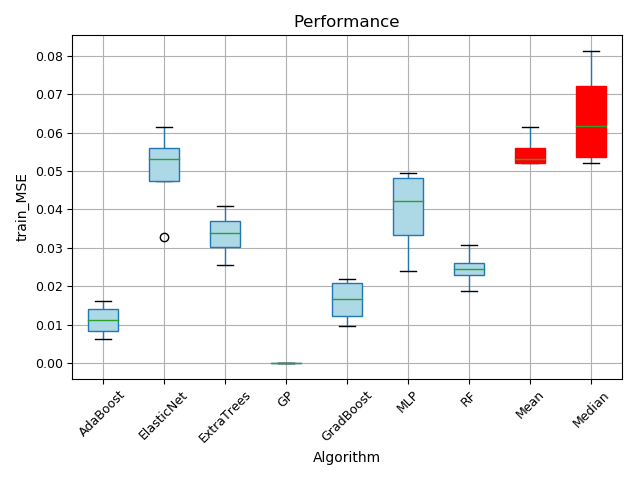 Performance
0.08
0.07
0.06
0.05
0.04
0.03
0.02
0.01
0.00
train_MSE
AdaBoost
ElasticNet
ExtraTrees
GP
GradBoost
MLP
RF
Mean
Median
Algorithm